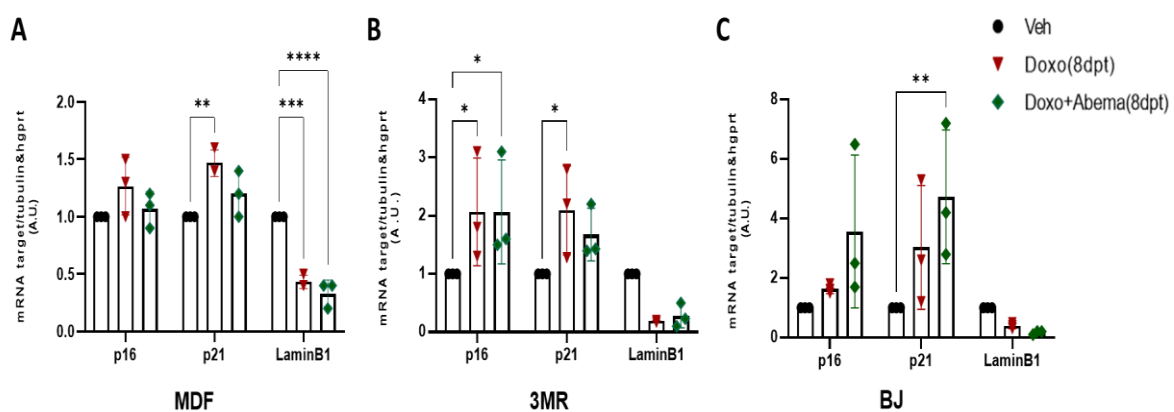 A
B
C
Veh
Doxo(8dpt)
Doxo+Abema(8dpt)
mRNA target/tubulin&hgprt
(A.U.)
2.0
1.5
1.0
0.5
0.0
**
***
****
p16
p21
LaminB1
MDF
mRNA target/tubulin&hgprt
(A.U.)
4
3
2
1
0
*
*
*
p16
p21
LaminB1
3MR
mRNA target/tubulin&hgprt
(A.U.)
8
6
4
2
0
**
p16
p21
LaminB1
BJ